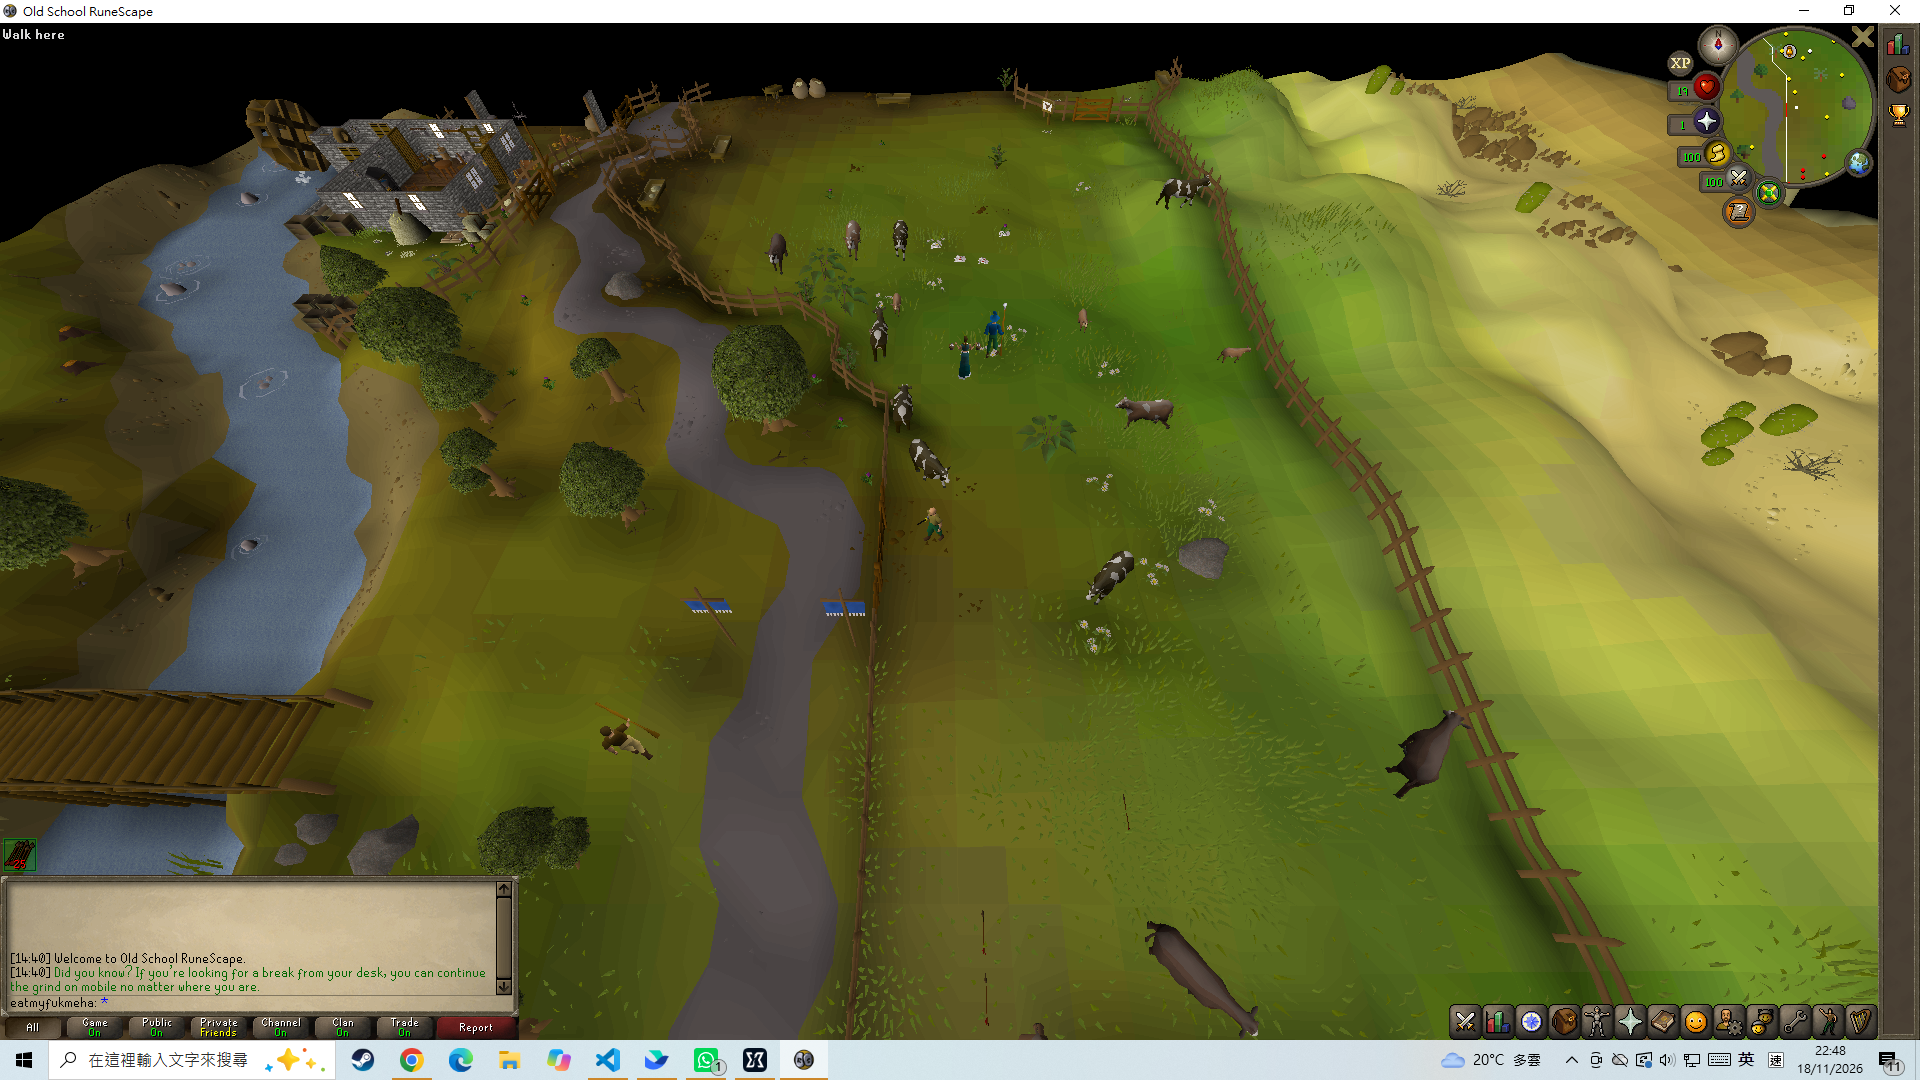 Old School RuneScape
Walk here
N
XP
19
1
100
100
25
[14:40] Welcome to Old School RuneScape.
[14:40] Did you know? If you're looking for a break from your desk, you can continue
the grind on mobile no matter where you are.
eatmyfukmeha: *
All
Game
On
Public
On
Private
Friends
Channel
On
Clan
On
Trade
On
Report
在這裡輸入文字來搜尋
1
20°C 多雲
英
速
22:48
18/11/2026
11